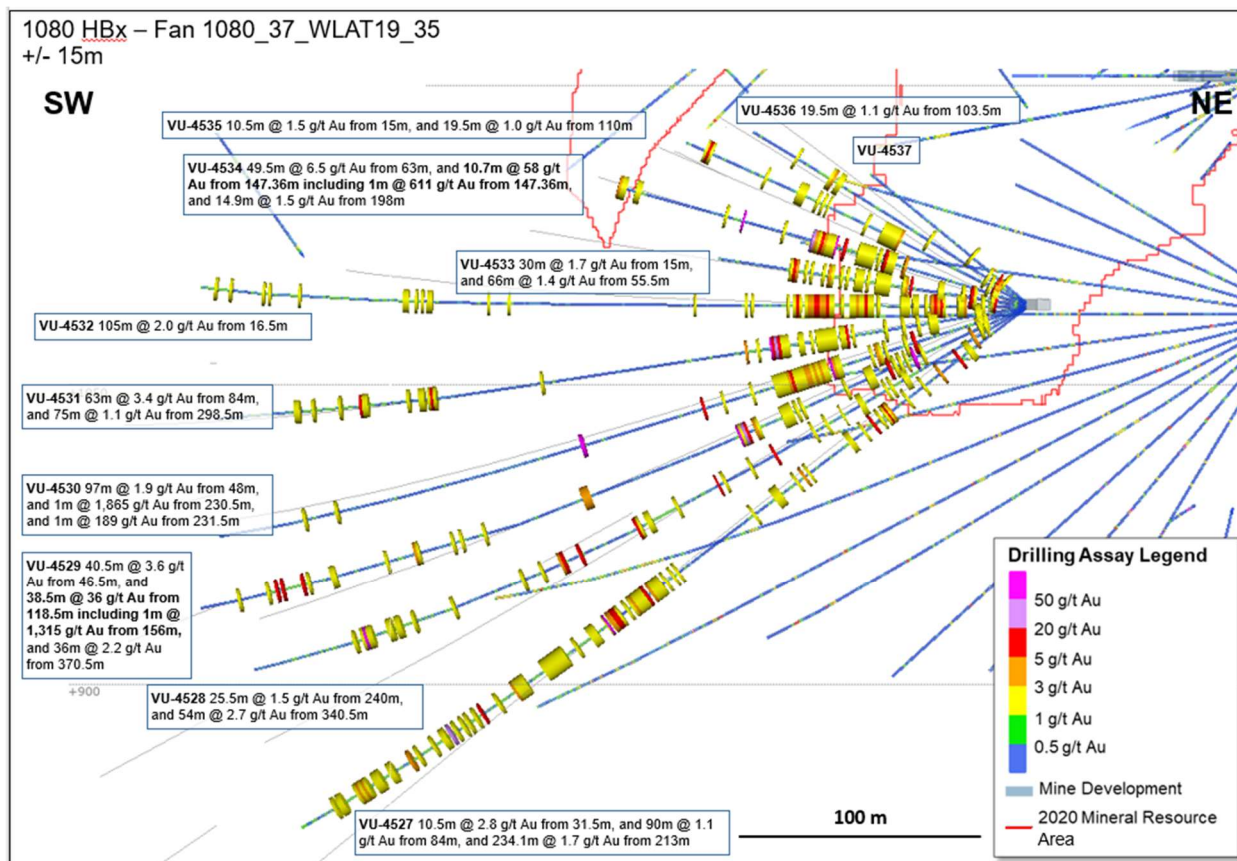 1080 HBx – Fan 1080_37_WLAT19_35
+/- 15m
SW
NE
VU-4536 19.5m @ 1.1 g/t Au from 103.5m
VU-4535 10.5m @ 1.5 g/t Au from 15m, and 19.5m @ 1.0 g/t Au from 110m
VU-4537
VU-4534 49.5m @ 6.5 g/t Au from 63m, and 10.7m @ 58 g/t
Au from 147.36m including 1m @ 611 g/t Au from 147.36m,
and 14.9m @ 1.5 g/t Au from 198m
VU-4533 30m @ 1.7 g/t Au from 15m,
and 66m @ 1.4 g/t Au from 55.5m
VU-4532 105m @ 2.0 g/t Au from 16.5m
VU-4531 63m @ 3.4 g/t Au from 84m,
and 75m @ 1.1 g/t Au from 298.5m
VU-4530 97m @ 1.9 g/t Au from 48m,
and 1m @ 1,865 g/t Au from 230.5m,
and 1m @ 189 g/t Au from 231.5m
VU-4529 40.5m @ 3.6 g/t
Au from 46.5m, and
38.5m @ 36 g/t Au from
118.5m including 1m @
1,315 g/t Au from 156m,
and 36m @ 2.2 g/t Au
from 370.5m
+900
VU-4528 25.5m @ 1.5 g/t Au from 240m,
and 54m @ 2.7 g/t Au from 340.5m
VU-4527 10.5m @ 2.8 g/t Au from 31.5m, and 90m @ 1.1
g/t Au from 84m, and 234.1m @ 1.7 g/t Au from 213m
100 m
Drilling Assay Legend
50 g/t Au
20 g/t Au
5 g/t Au
3 g/t Au
1 g/t Au
0.5 g/t Au
Mine Development
2020 Mineral Resource
Area